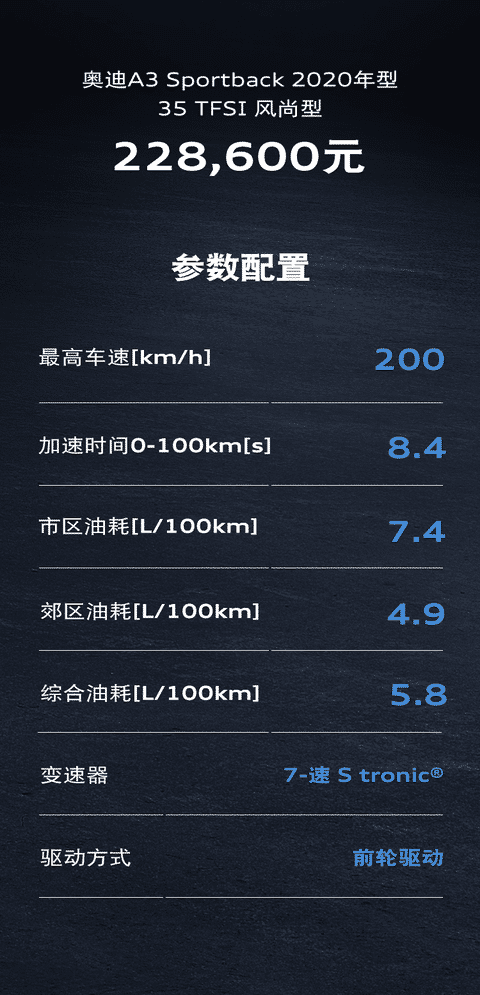 奥迪A3 Sportback 2020年型
35 TFSI 风尚型
228,600元
参数配置
最高车速[km/h] 200
加速时间0-100km[s] 8.4
市区油耗[L/100km] 7.4
郊区油耗[L/100km] 4.9
综合油耗[L/100km] 5.8
变速器 7-速 S tronic®
驱动方式 前轮驱动